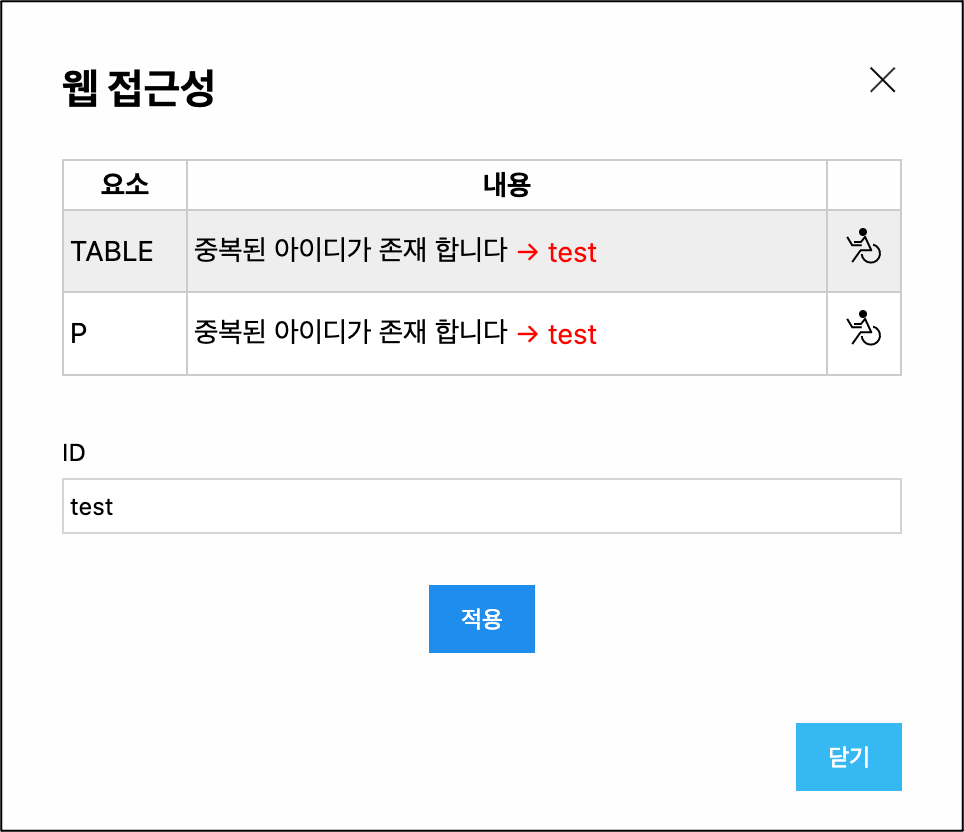 웹 접근성
요소 내용
TABLE 중복된 아이디가 존재 합니다 → test
P 중복된 아이디가 존재 합니다 → test
ID
test
적용
닫기